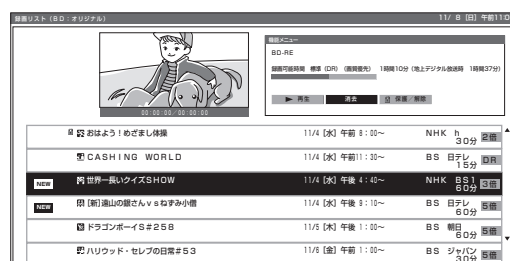 録画リスト（BD：オリジナル） 11/ 8 [日] 午前11:0
機能メニュー
BD-RE
録画可能時間 標準（DR）（画質優先） 1時間10分（地上デジタル放送時 1時間37分）
▶ 再生 消去 保護／解除
00:00:00/00:00:00
おはよう！めざまし体操 11/4 [水] 午前 8：00～ NHK h 30分 2倍
CASHING WORLD 11/4 [水] 午前11：30～ BS 日テレ 15分 DR
NEW 世界一長いクイズSHOW 11/4 [水] 午後 4：40～ NHK BS1 60分 3倍
NEW [新]遠山の銀さんvsねずみ小僧 11/4 [水] 午後 9：10～ BS 日テレ 60分 5倍
ドラゴンボーイS#258 11/5 [木] 午後 1：00～ BS 朝日 60分 5倍
ハリウッド・セレブの日常#53 11/6 [金] 午前 1：00～ BS ジャパン 30分 5倍